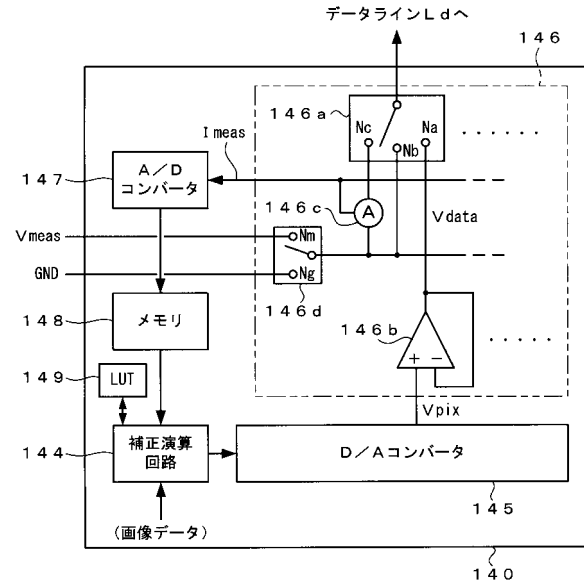 データラインLdへ
146
146a
Nc
Na
Nb
Imeas
147
A/D
コンバータ
146c
A
Vdata
Vmeas
Nm
GND
Ng
146d
148
メモリ
146b
149
LUT
+ −
Vpix
144
補正演算
回路
D/Aコンバータ
145
(画像データ)
140